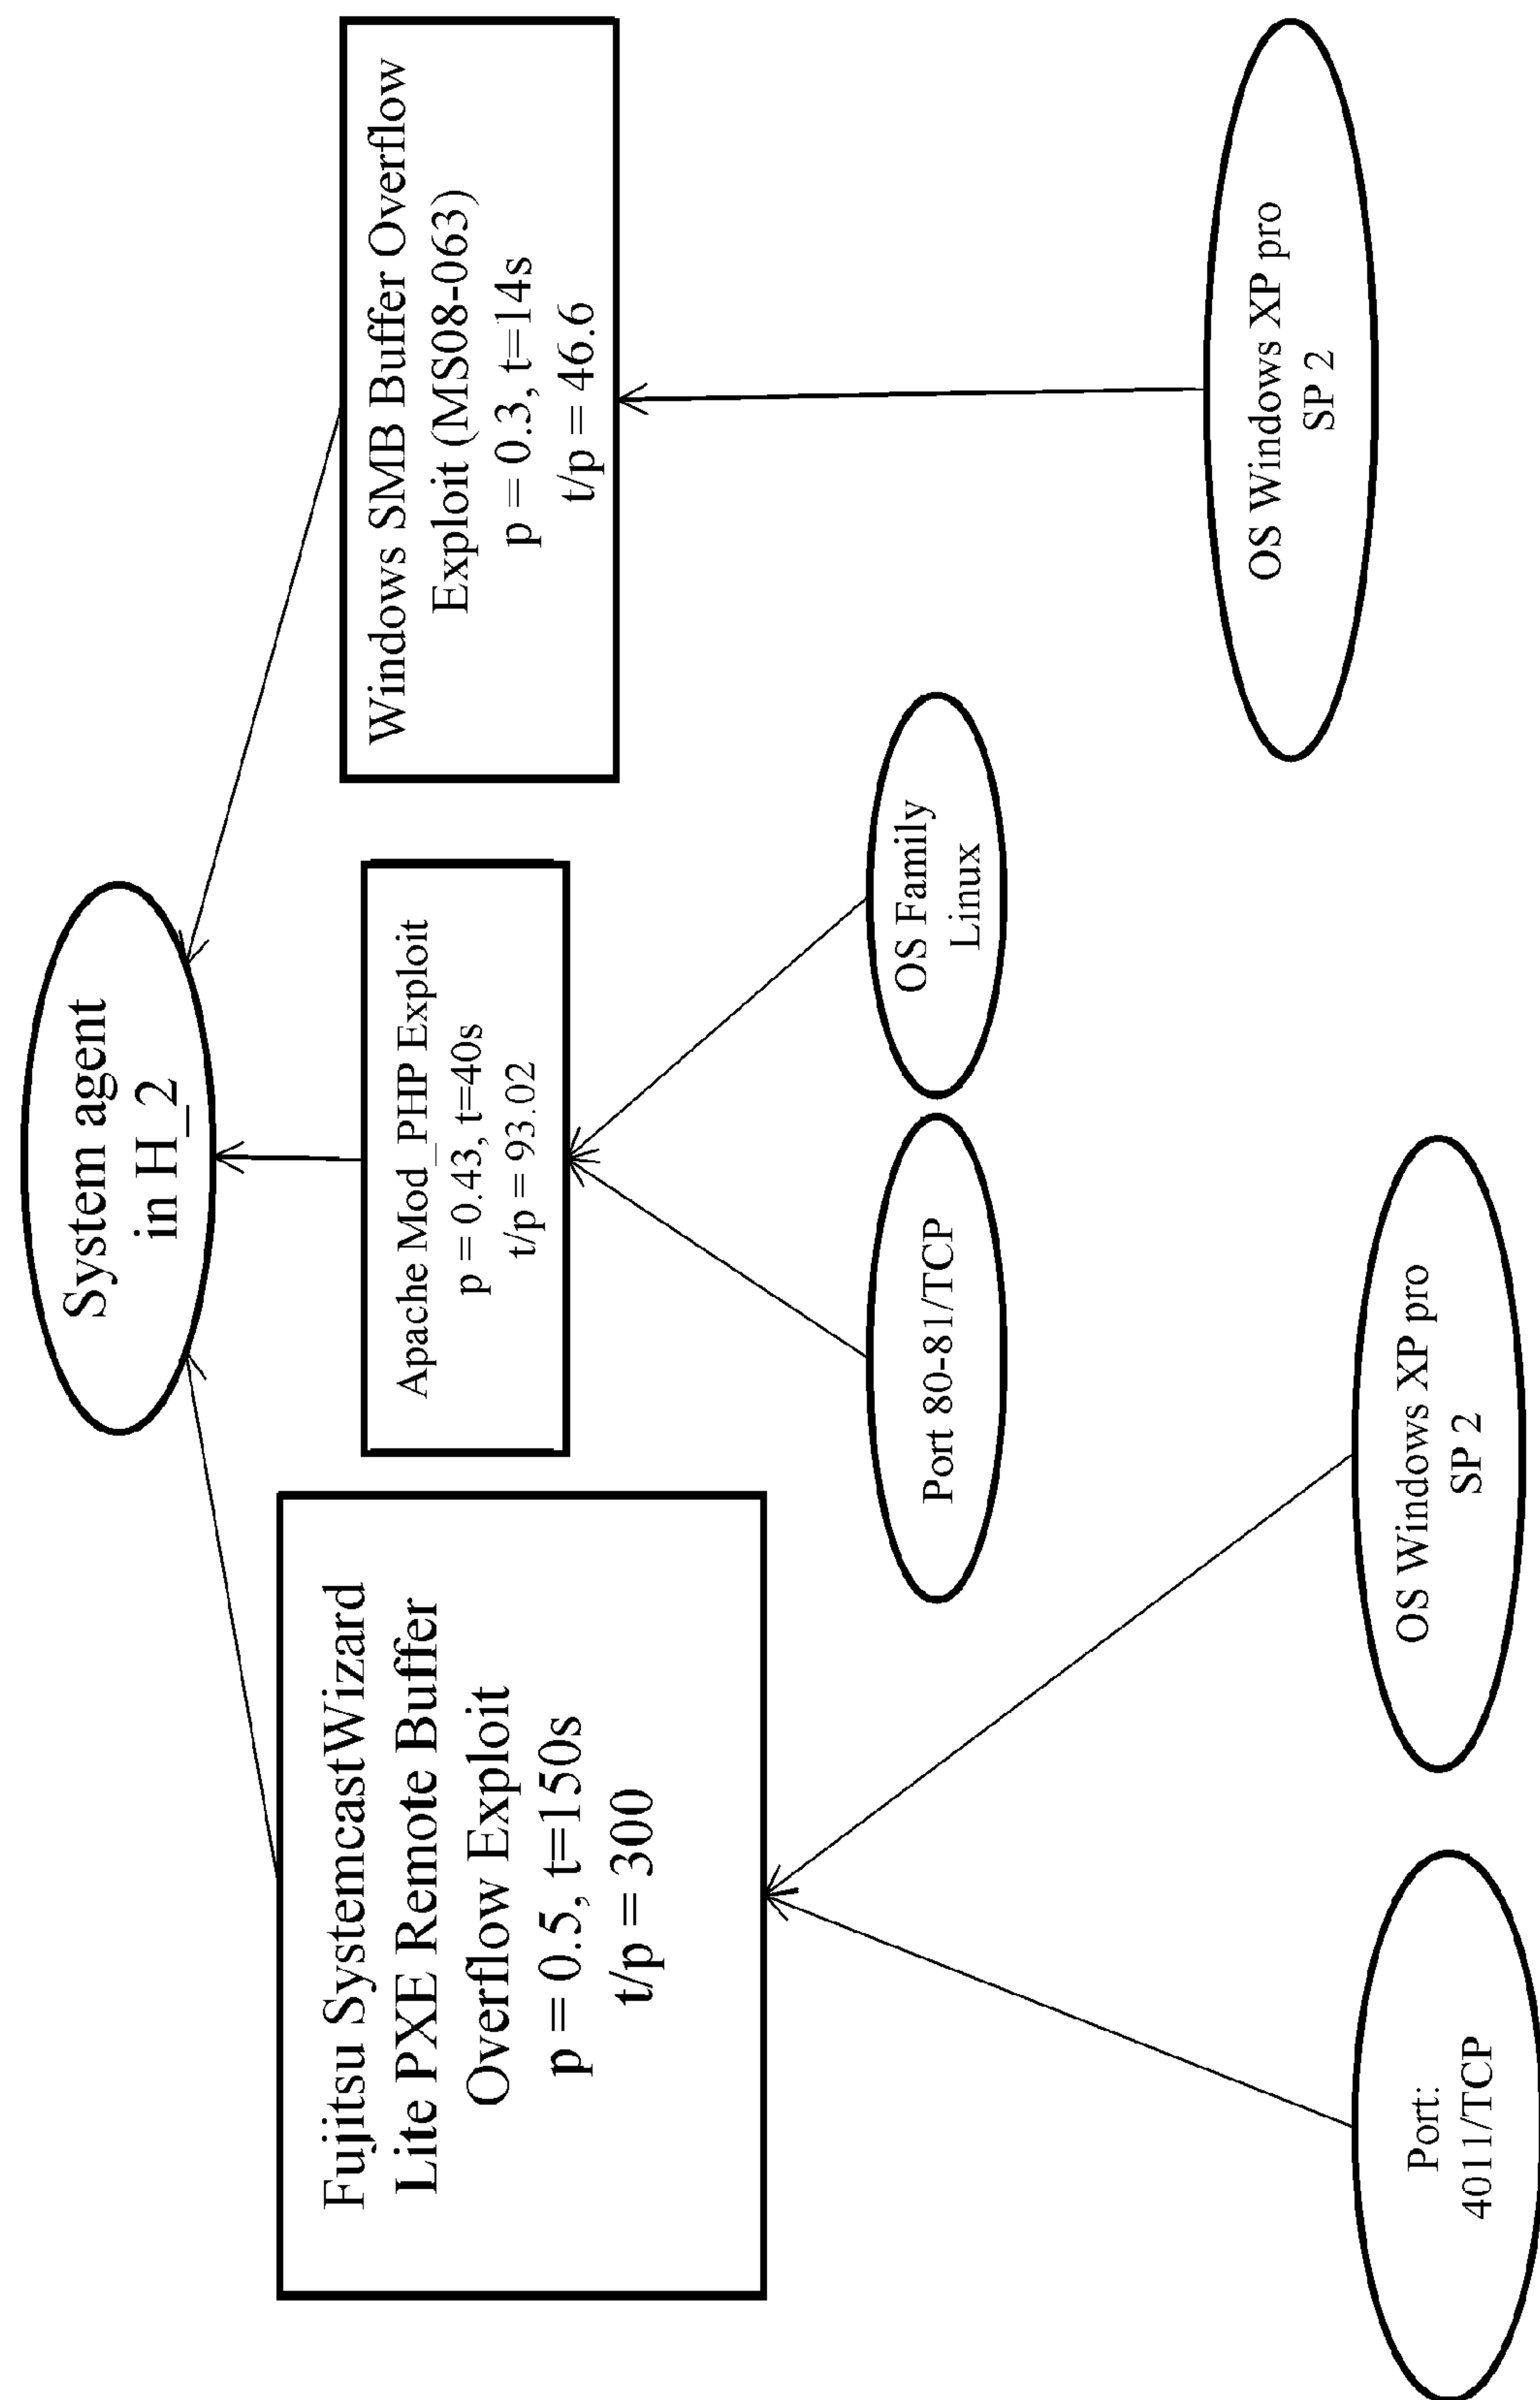 System agent
in H_2
Fujitsu SystemcastWizard
Lite PXE Remote Buffer
Overflow Exploit
p = 0.5, t=150s
t/p = 300
Apache Mod_PHP Exploit
p = 0.43, t=40s
t/p = 93.02
Windows SMB Buffer Overflow
Exploit (MS08-063)
p = 0.3, t=14s
t/p = 46.6
Port 80-81/TCP
OS Family
Linux
Port:
4011/TCP
OS Windows XP pro
SP 2
OS Windows XP pro
SP 2